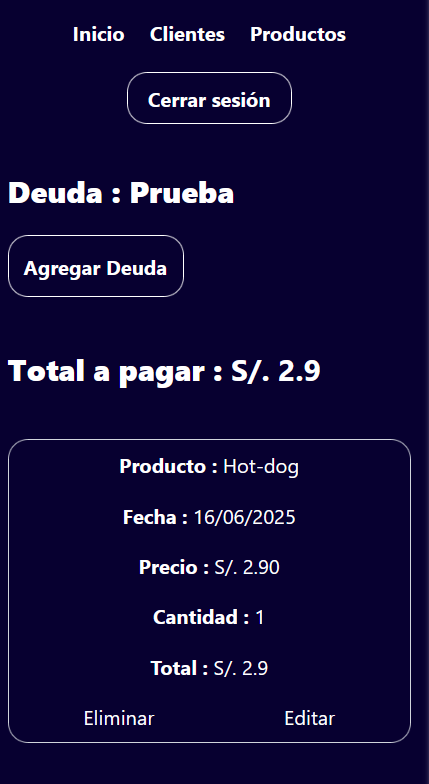 Inicio Clientes Productos
Cerrar sesión
Deuda : Prueba
Agregar Deuda
Total a pagar : S/. 2.9
Producto : Hot-dog
Fecha : 16/06/2025
Precio : S/. 2.90
Cantidad : 1
Total : S/. 2.9
Eliminar Editar